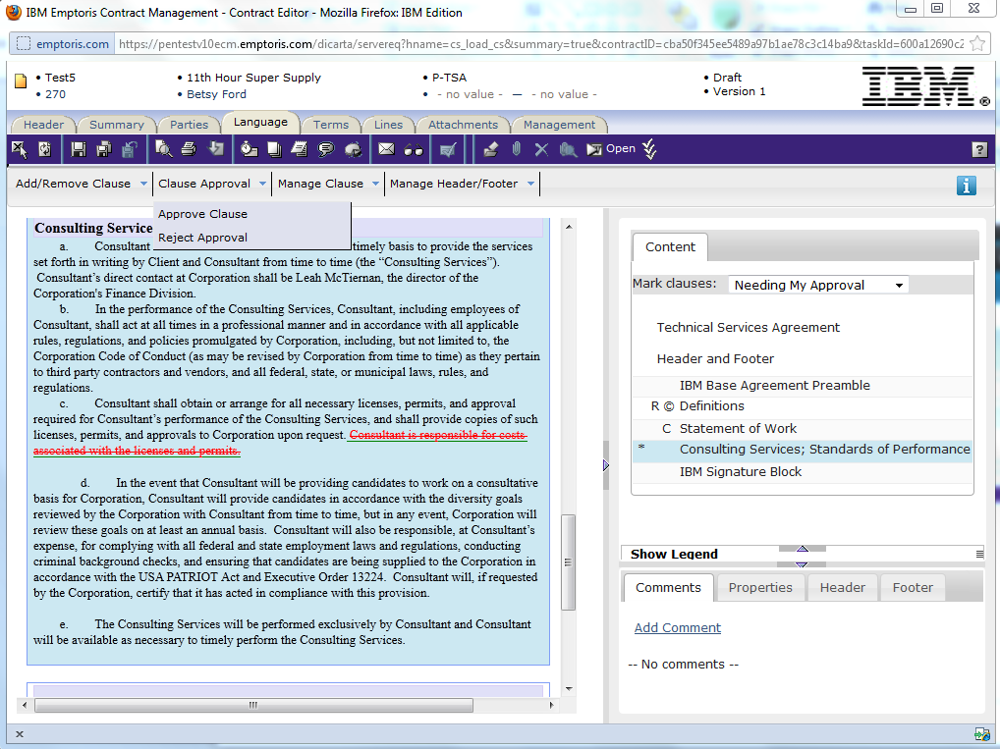 IBM Emptoris Contract Management - Contract Editor - Mozilla Firefox: IBM Edition
emptoris.com
https://pentestv10ecm.emptoris.com/dicarta/servereq?hname=cs_load_cs&summary=true&contractID=cba50f345ee5489a97b1ae78c3c14ba9&taskId=600a12690c2
• Test5
• 11th Hour Super Supply
• P-TSA
• Draft
• 270
• Betsy Ford
• - no value - — - no value -
• Version 1
IBM®
Header
Summary
Parties
Language
Terms
Lines
Attachments
Management
Open
?
Add/Remove Clause
Clause Approval
Manage Clause
Manage Header/Footer
i
Approve Clause
Reject Approval
Consulting Service
a. Consultant timely basis to provide the services
set forth in writing by Client and Consultant from time to time (the “Consulting Services”).
Consultant’s direct contact at Corporation shall be Leah McTiernan, the director of the
Corporation's Finance Division.
b. In the performance of the Consulting Services, Consultant, including employees of
Consultant, shall act at all times in a professional manner and in accordance with all applicable
rules, regulations, and policies promulgated by Corporation, including, but not limited to, the
Corporation Code of Conduct (as may be revised by Corporation from time to time) as they pertain
to third party contractors and vendors, and all federal, state, or municipal laws, rules, and
regulations.
c. Consultant shall obtain or arrange for all necessary licenses, permits, and approval
required for Consultant’s performance of the Consulting Services, and shall provide copies of such
licenses, permits, and approvals to Corporation upon request. Consultant is responsible for costs
associated with the licenses and permits.
d. In the event that Consultant will be providing candidates to work on a consultative
basis for Corporation, Consultant will provide candidates in accordance with the diversity goals
reviewed by the Corporation with Consultant from time to time, but in any event, Corporation will
review these goals on at least an annual basis. Consultant will also be responsible, at Consultant’s
expense, for complying with all federal and state employment laws and regulations, conducting
criminal background checks, and ensuring that candidates are being supplied to the Corporation in
accordance with the USA PATRIOT Act and Executive Order 13224. Consultant will, if requested
by the Corporation, certify that it has acted in compliance with this provision.
e. The Consulting Services will be performed exclusively by Consultant and Consultant
will be available as necessary to timely perform the Consulting Services.
Content
Mark clauses: Needing My Approval
Technical Services Agreement
Header and Footer
IBM Base Agreement Preamble
R © Definitions
C Statement of Work
* Consulting Services; Standards of Performance
IBM Signature Block
Show Legend
Comments
Properties
Header
Footer
Add Comment
-- No comments --